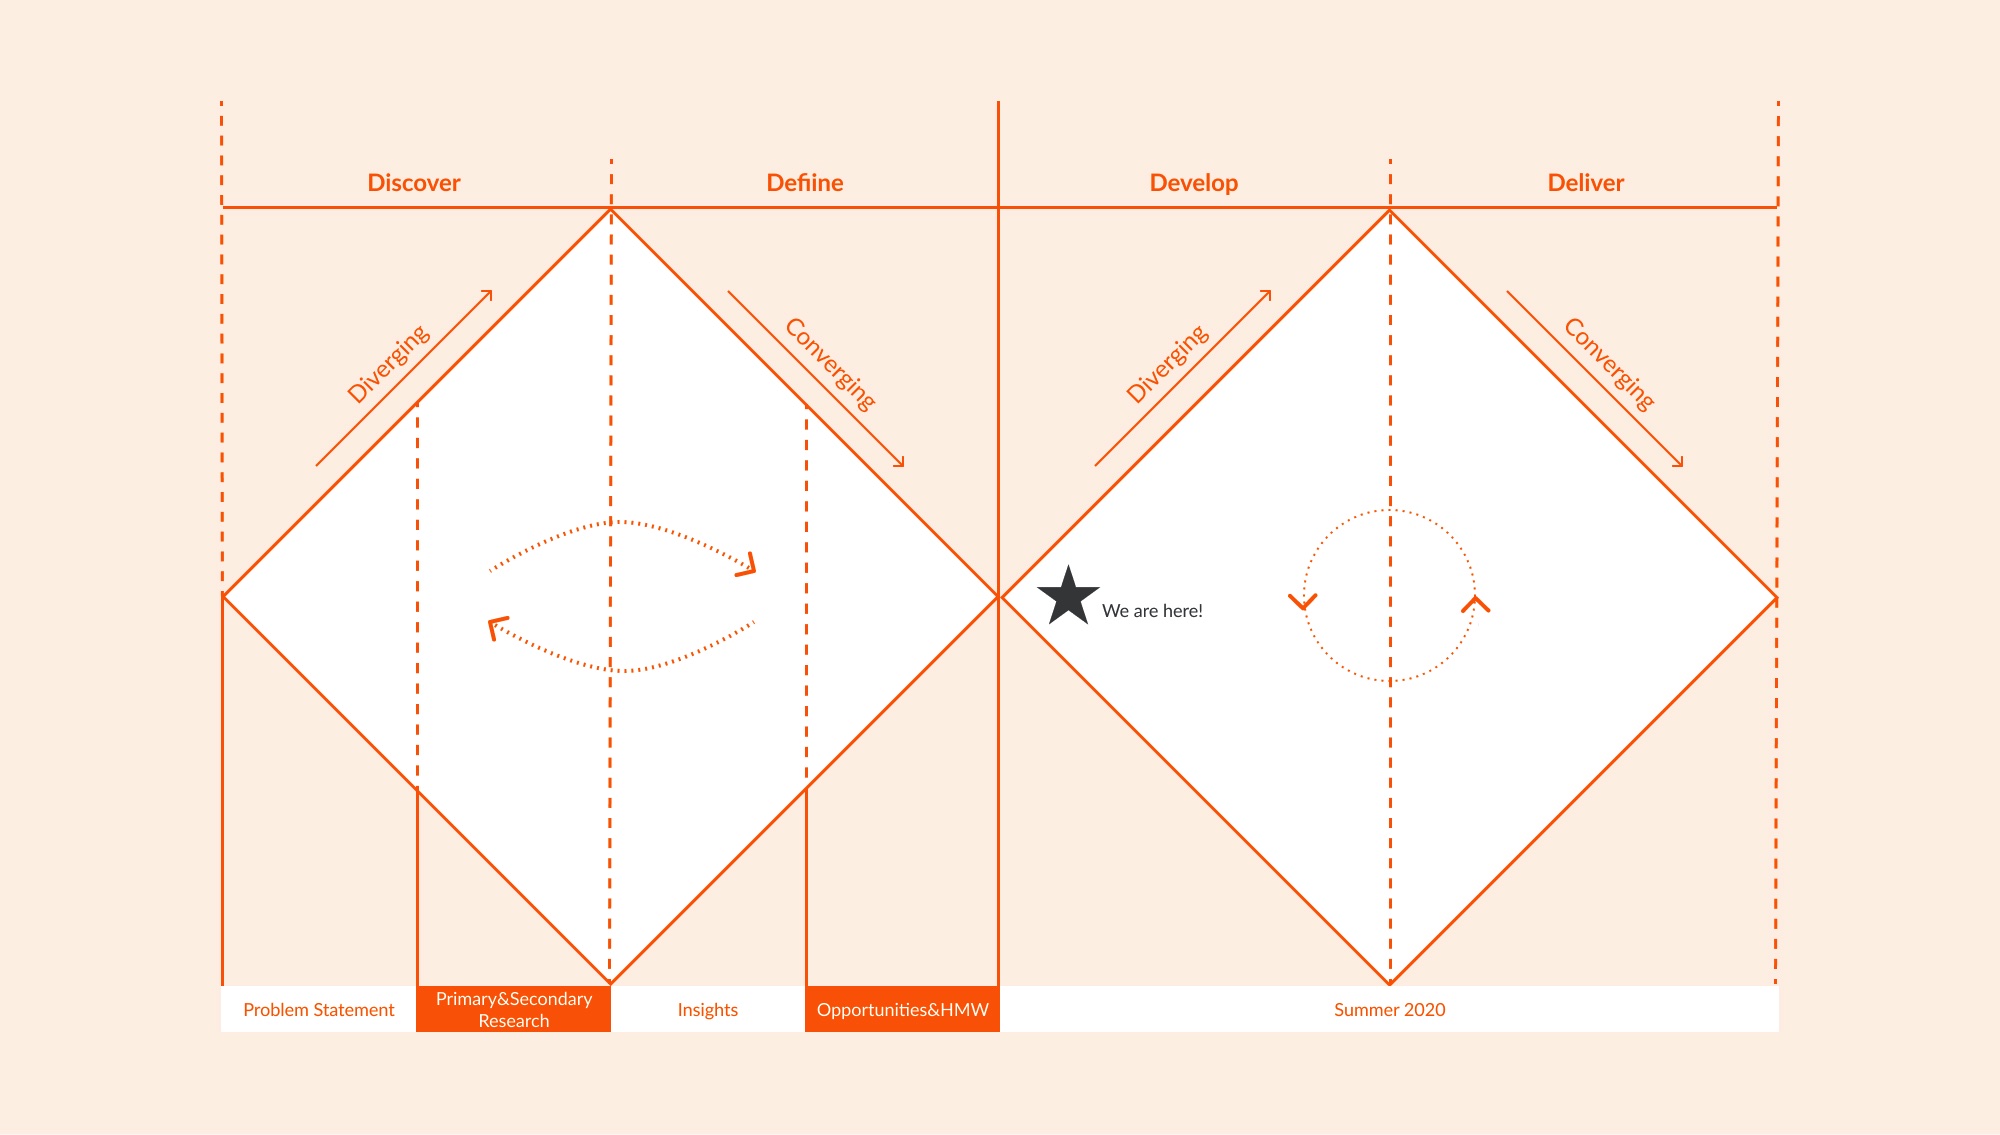 Discover
Defiine
Develop
Deliver
Diverging
Converging
Diverging
Converging
We are here!
Problem Statement
Primary&Secondary
Research
Insights
Opportunities&HMW
Summer 2020